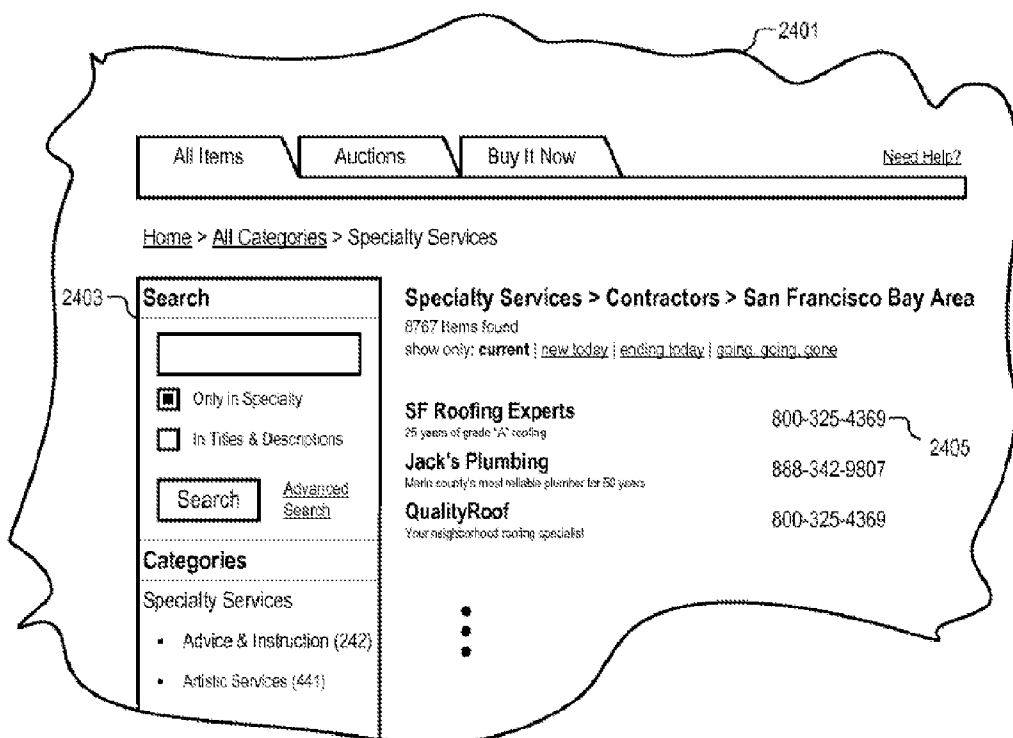 2401
All Items
Auctions
Buy It Now
Need Help?
Home > All Categories > Specialty Services
2403
Search
Only in Specialty
In Titles & Descriptions
Search
Advanced
Search
Categories
Specialty Services
• Advice & Instruction (242)
• Artistic Services (441)
Specialty Services > Contractors > San Francisco Bay Area
8767 Items found
show only: current | new today | ending today | going, going, gone
SF Roofing Experts
800-325-4369
2405
25 years of grade "A" roofing
Jack's Plumbing
888-342-9807
Marin county's most reliable plumber for 50 years
QualityRoof
800-325-4369
Your neighborhood roofing specialist